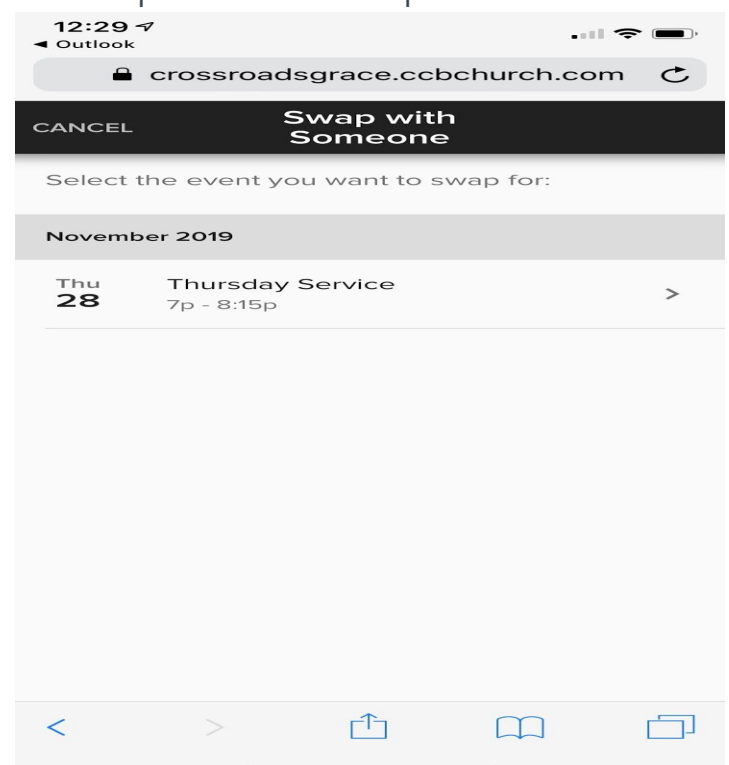 12:29
◀ Outlook
crossroadsgrace.ccbchurch.com
CANCEL
Swap with
Someone
Select the event you want to swap for:
November 2019
Thu
28
Thursday Service
7p - 8:15p